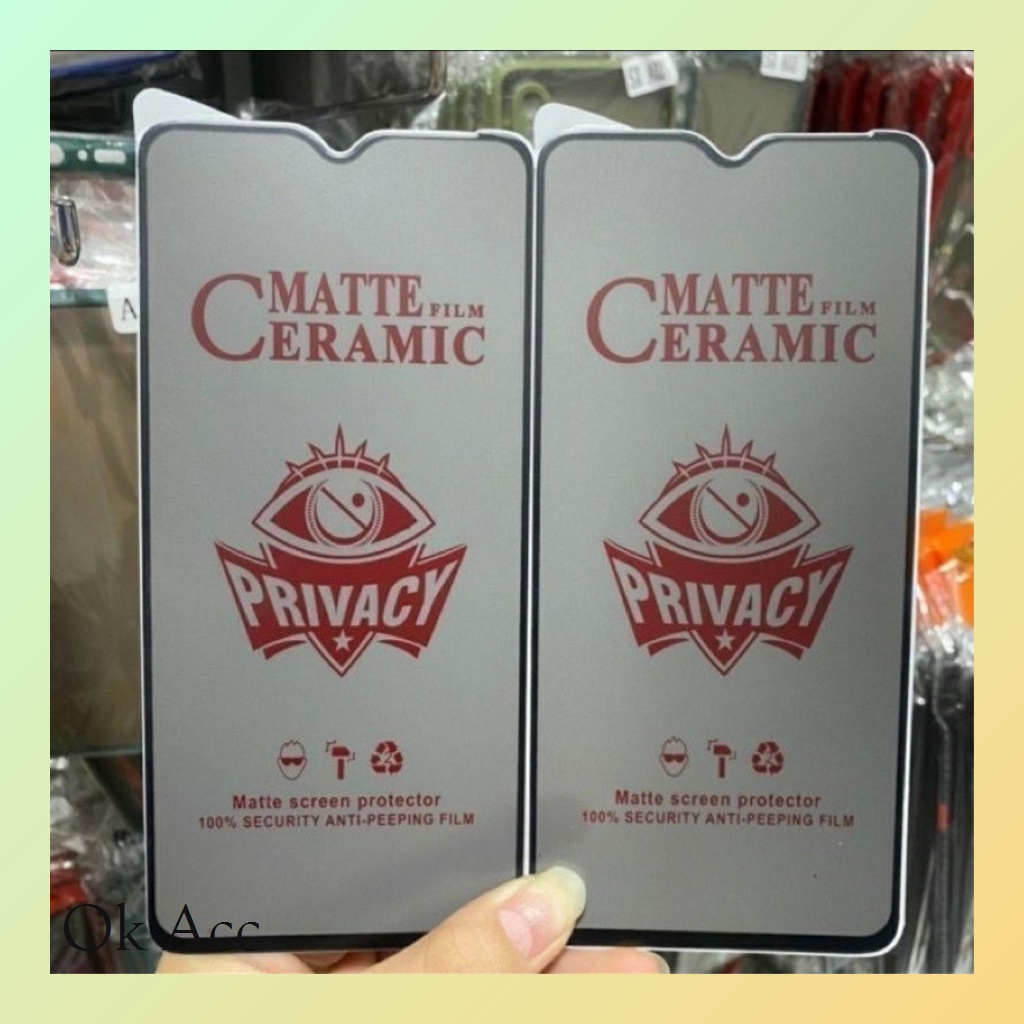 MATTE FILM
CERAMIC
PRIVACY
Matte screen protector
100% SECURITY ANTI-PEEPING FILM
MATTE FILM
CERAMIC
PRIVACY
Matte screen protector
100% SECURITY ANTI-PEEPING FILM
A
Ok Acc